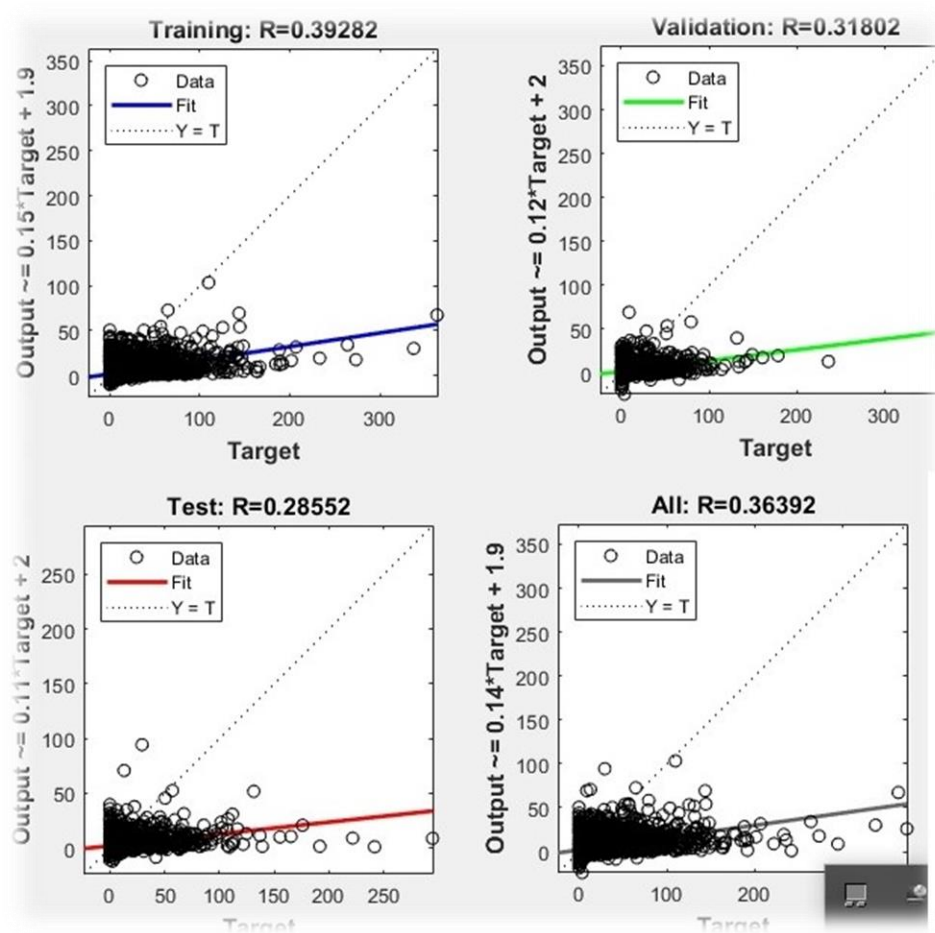 Training: R=0.39282
Output ~= 0.15*Target + 1.9
350
300
250
200
150
100
50
0
Data
Fit
Y = T
0 100 200 300
Target
Validation: R=0.31802
Output ~= 0.12*Target + 2
350
300
250
200
150
100
50
0
Data
Fit
Y = T
0 100 200 300
Target
Test: R=0.28552
Output ~= 0.11*Target + 2
250
200
150
100
50
0
Data
Fit
Y = T
0 50 100 150 200 250
Target
All: R=0.36392
Output ~= 0.14*Target + 1.9
350
300
250
200
150
100
50
0
Data
Fit
Y = T
0 100 200
Target